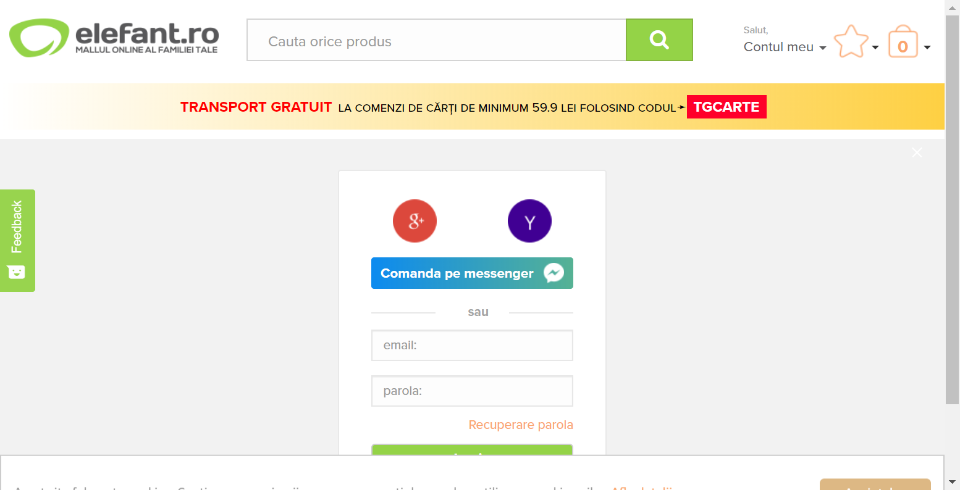 elefant.ro
MALLUL ONLINE AL FAMILIEI TALE
Cauta orice produs
Salut,
Contul meu
0
TRANSPORT GRATUIT LA COMENZI DE CĂRȚI DE MINIMUM 59.9 LEI FOLOSIND CODUL TGCARTE
Feedback
g+
Y
Comanda pe messenger
sau
email:
parola:
Recuperare parola